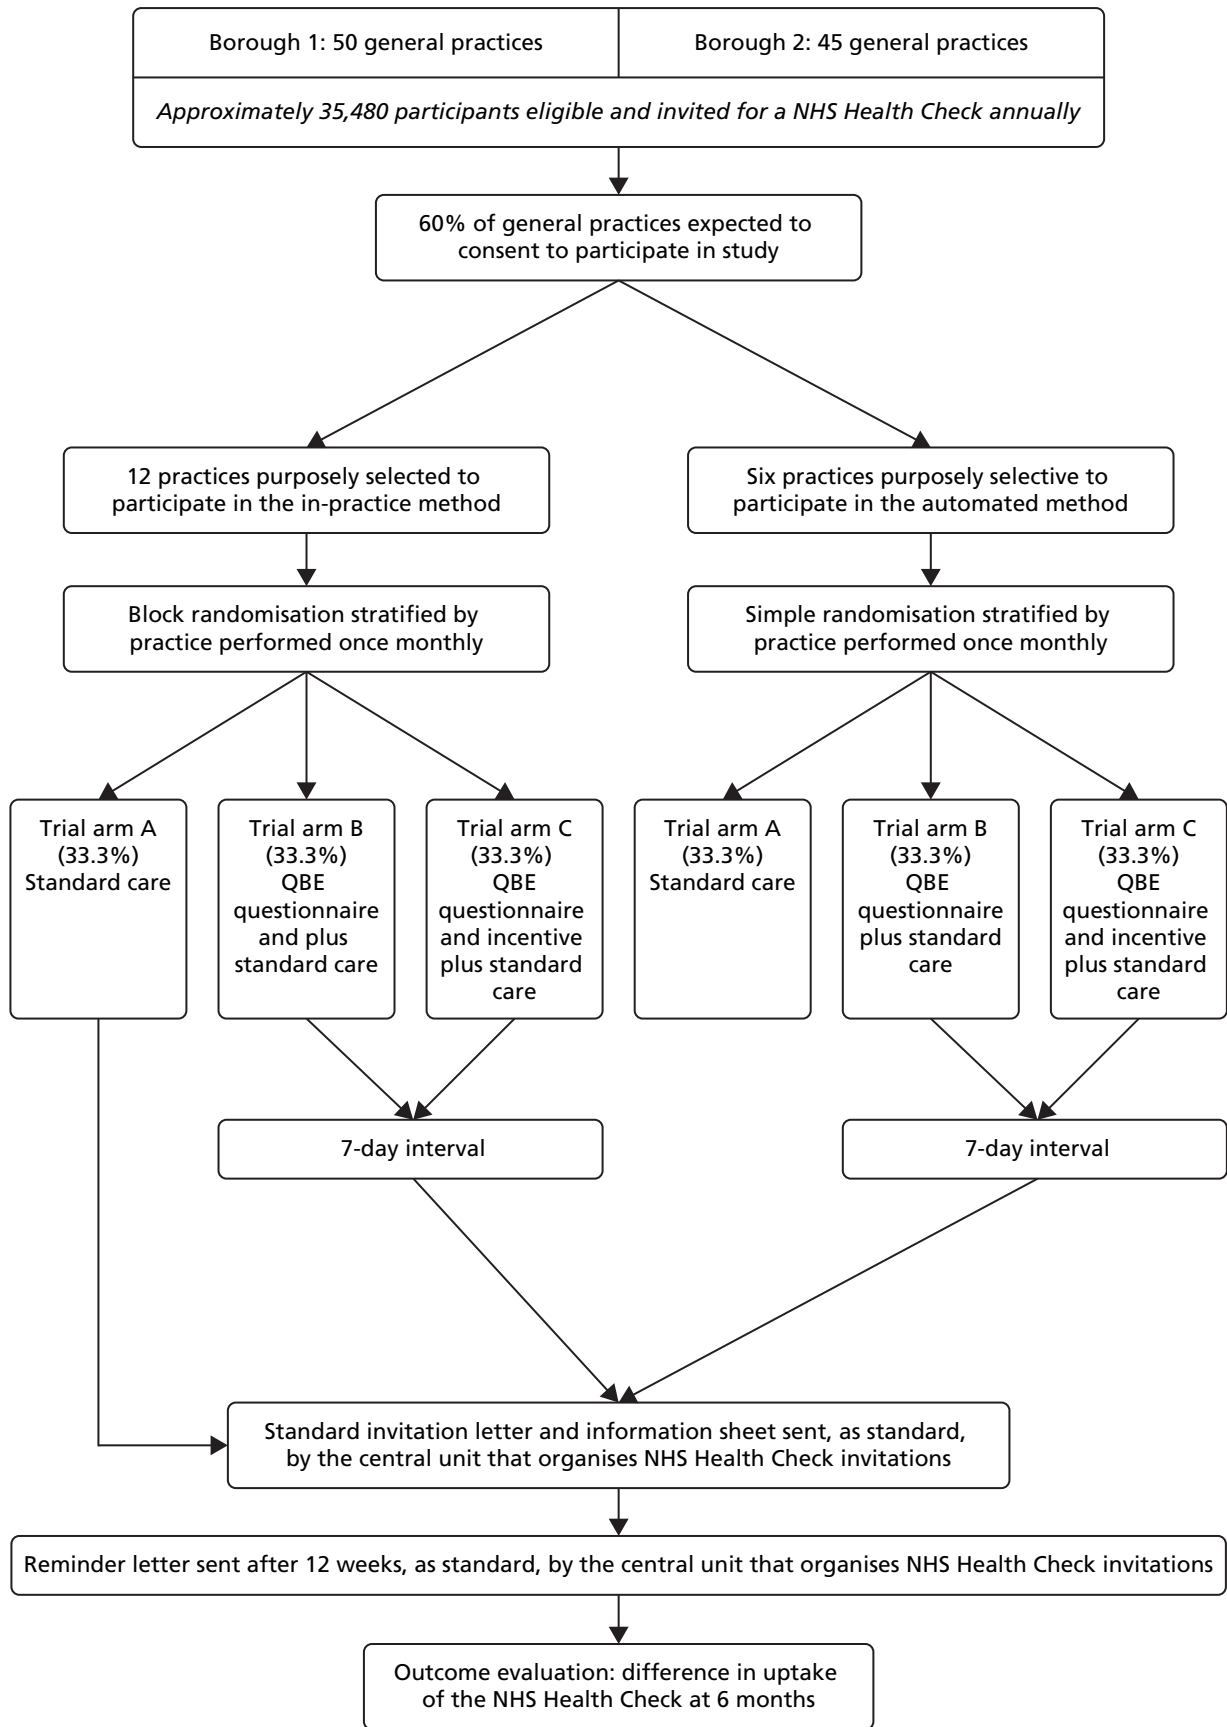 Borough 1: 50 general practices
Borough 2: 45 general practices
Approximately 35,480 participants eligible and invited for a NHS Health Check annually
60% of general practices expected to
consent to participate in study
12 practices purposely selected to
participate in the in-practice method
Six practices purposely selective to
participate in the automated method
Block randomisation stratified by
practice performed once monthly
Simple randomisation stratified by
practice performed once monthly
Trial arm A
(33.3%)
Standard care
Trial arm B
(33.3%)
QBE
questionnaire
and plus
standard care
Trial arm C
(33.3%)
QBE
questionnaire
and incentive
plus standard
care
Trial arm A
(33.3%)
Standard care
Trial arm B
(33.3%)
QBE
questionnaire
plus standard
care
Trial arm C
(33.3%)
QBE
questionnaire
and incentive
plus standard
care
7-day interval
7-day interval
Standard invitation letter and information sheet sent, as standard,
by the central unit that organises NHS Health Check invitations
Reminder letter sent after 12 weeks, as standard, by the central unit that organises NHS Health Check invitations
Outcome evaluation: difference in uptake
of the NHS Health Check at 6 months